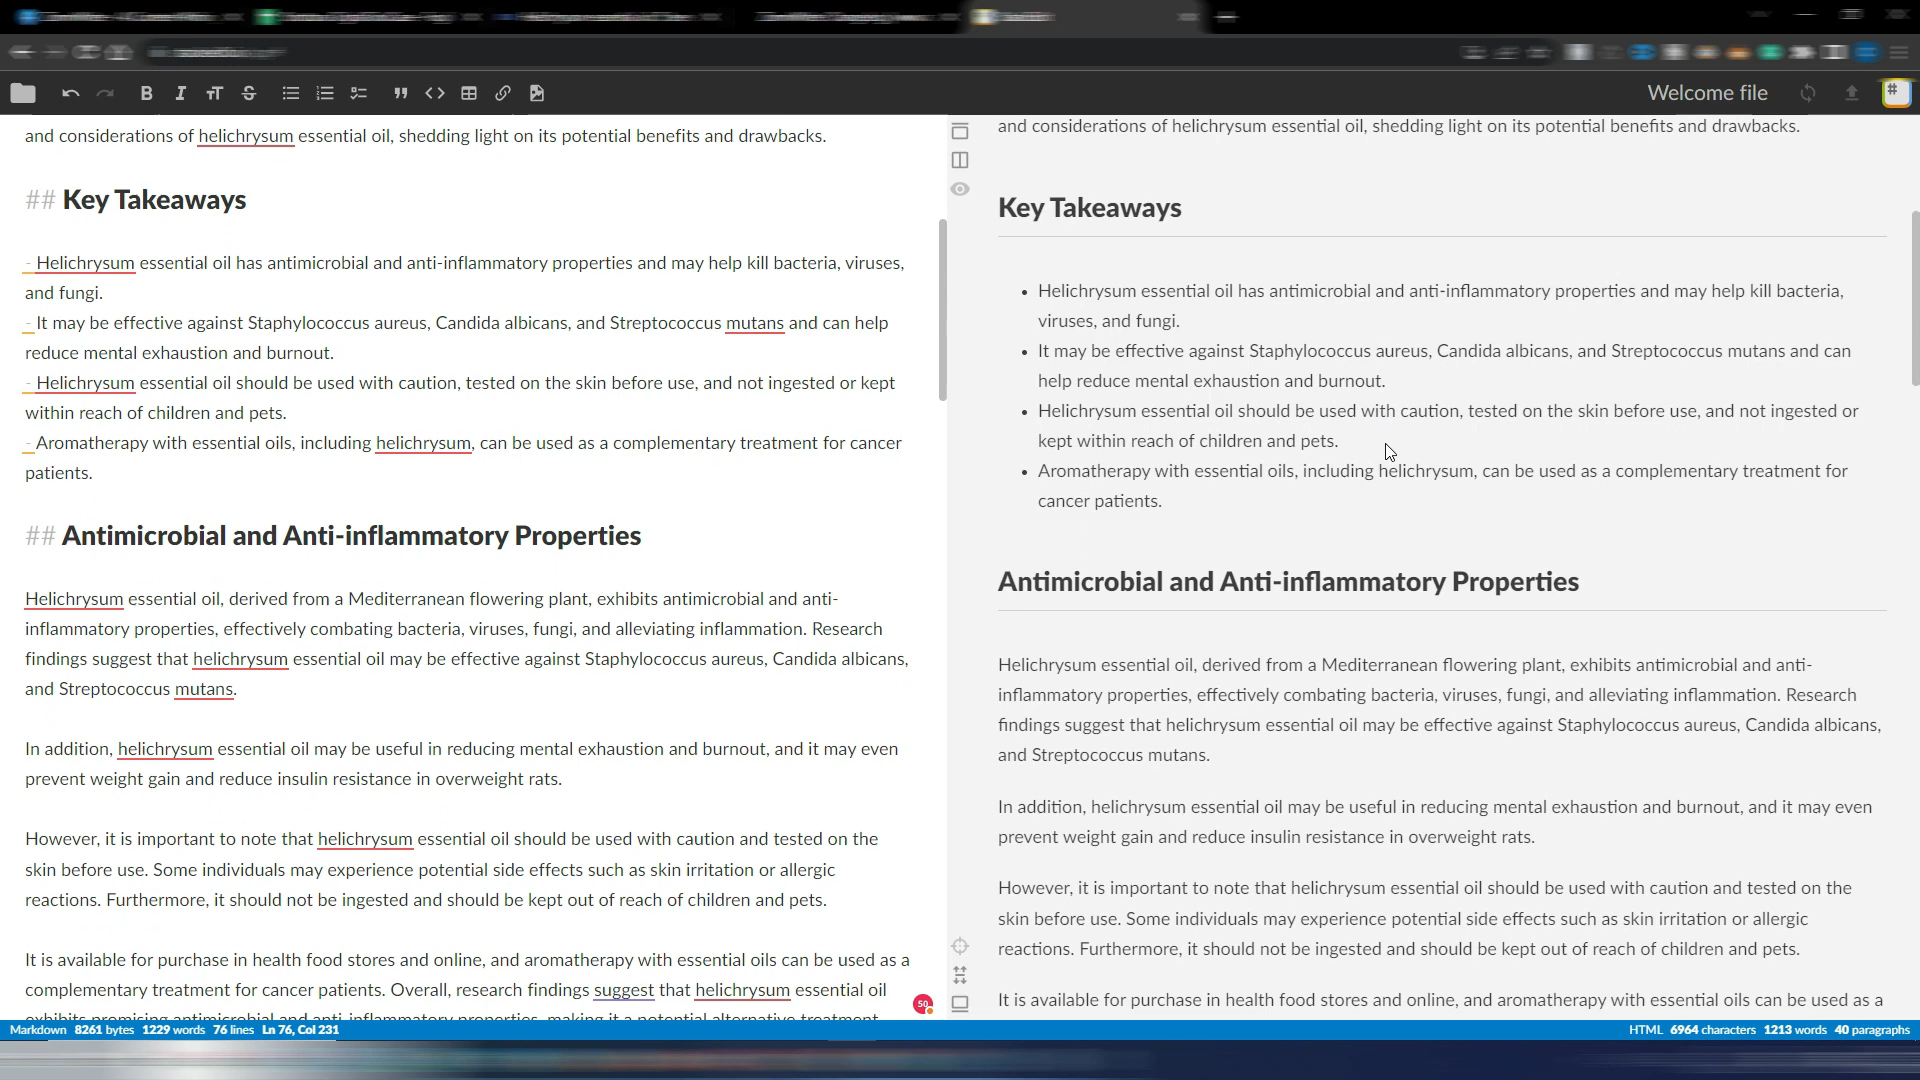 Welcome file
and considerations of helichrysum essential oil, shedding light on its potential benefits and drawbacks.
## Key Takeaways
- Helichrysum essential oil has antimicrobial and anti-inflammatory properties and may help kill bacteria, viruses,
and fungi.
- It may be effective against Staphylococcus aureus, Candida albicans, and Streptococcus mutans and can help
reduce mental exhaustion and burnout.
- Helichrysum essential oil should be used with caution, tested on the skin before use, and not ingested or kept
within reach of children and pets.
- Aromatherapy with essential oils, including helichrysum, can be used as a complementary treatment for cancer
patients.
## Antimicrobial and Anti-inflammatory Properties
Helichrysum essential oil, derived from a Mediterranean flowering plant, exhibits antimicrobial and anti-
inflammatory properties, effectively combating bacteria, viruses, fungi, and alleviating inflammation. Research
findings suggest that helichrysum essential oil may be effective against Staphylococcus aureus, Candida albicans,
and Streptococcus mutans.
In addition, helichrysum essential oil may be useful in reducing mental exhaustion and burnout, and it may even
prevent weight gain and reduce insulin resistance in overweight rats.
However, it is important to note that helichrysum essential oil should be used with caution and tested on the
skin before use. Some individuals may experience potential side effects such as skin irritation or allergic
reactions. Furthermore, it should not be ingested and should be kept out of reach of children and pets.
It is available for purchase in health food stores and online, and aromatherapy with essential oils can be used as a
complementary treatment for cancer patients. Overall, research findings suggest that helichrysum essential oil
exhibits promising antimicrobial and anti-inflammatory properties, making it a potential alternative treatment
50
and considerations of helichrysum essential oil, shedding light on its potential benefits and drawbacks.
Key Takeaways
• Helichrysum essential oil has antimicrobial and anti-inflammatory properties and may help kill bacteria,
viruses, and fungi.
• It may be effective against Staphylococcus aureus, Candida albicans, and Streptococcus mutans and can
help reduce mental exhaustion and burnout.
• Helichrysum essential oil should be used with caution, tested on the skin before use, and not ingested or
kept within reach of children and pets.
• Aromatherapy with essential oils, including helichrysum, can be used as a complementary treatment for
cancer patients.
Antimicrobial and Anti-inflammatory Properties
Helichrysum essential oil, derived from a Mediterranean flowering plant, exhibits antimicrobial and anti-
inflammatory properties, effectively combating bacteria, viruses, fungi, and alleviating inflammation. Research
findings suggest that helichrysum essential oil may be effective against Staphylococcus aureus, Candida albicans,
and Streptococcus mutans.
In addition, helichrysum essential oil may be useful in reducing mental exhaustion and burnout, and it may even
prevent weight gain and reduce insulin resistance in overweight rats.
However, it is important to note that helichrysum essential oil should be used with caution and tested on the
skin before use. Some individuals may experience potential side effects such as skin irritation or allergic
reactions. Furthermore, it should not be ingested and should be kept out of reach of children and pets.
It is available for purchase in health food stores and online, and aromatherapy with essential oils can be used as a
Markdown 8261 bytes 1229 words 76 lines Ln 76, Col 231
HTML 6964 characters 1213 words 40 paragraphs